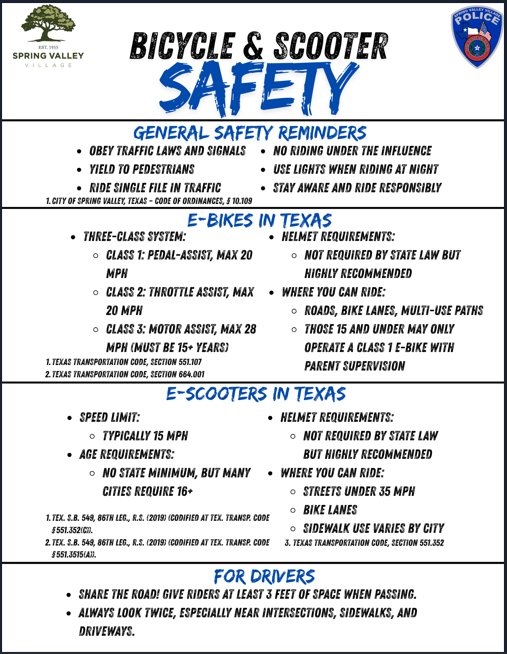 EST. 1955
SPRING VALLEY
VILLAGE
SPRING VALLEY VILLAGE
POLICE
BICYCLE & SCOOTER
SAFETY
GENERAL SAFETY REMINDERS
• OBEY TRAFFIC LAWS AND SIGNALS
• YIELD TO PEDESTRIANS
• RIDE SINGLE FILE IN TRAFFIC
• NO RIDING UNDER THE INFLUENCE
• USE LIGHTS WHEN RIDING AT NIGHT
• STAY AWARE AND RIDE RESPONSIBLY
1. CITY OF SPRING VALLEY, TEXAS - CODE OF ORDINANCES, § 10.109
E-BIKES IN TEXAS
• THREE-CLASS SYSTEM:
○ CLASS 1: PEDAL-ASSIST, MAX 20
MPH
○ CLASS 2: THROTTLE ASSIST, MAX
20 MPH
○ CLASS 3: MOTOR ASSIST, MAX 28
MPH (MUST BE 15+ YEARS)
1. TEXAS TRANSPORTATION CODE, SECTION 551.107
2. TEXAS TRANSPORTATION CODE, SECTION 664.001
• HELMET REQUIREMENTS:
○ NOT REQUIRED BY STATE LAW BUT
HIGHLY RECOMMENDED
• WHERE YOU CAN RIDE:
○ ROADS, BIKE LANES, MULTI-USE PATHS
○ THOSE 15 AND UNDER MAY ONLY
OPERATE A CLASS 1 E-BIKE WITH
PARENT SUPERVISION
E-SCOOTERS IN TEXAS
• SPEED LIMIT:
○ TYPICALLY 15 MPH
• AGE REQUIREMENTS:
○ NO STATE MINIMUM, BUT MANY
CITIES REQUIRE 16+
1. TEX. S.B. 549, 86TH LEG., R.S. (2019) (CODIFIED AT TEX. TRANSP. CODE
§ 551.352(C)).
2. TEX. S.B. 549, 86TH LEG., R.S. (2019) (CODIFIED AT TEX. TRANSP. CODE
§ 551.3515(A)).
• HELMET REQUIREMENTS:
○ NOT REQUIRED BY STATE LAW
BUT HIGHLY RECOMMENDED
• WHERE YOU CAN RIDE:
○ STREETS UNDER 35 MPH
○ BIKE LANES
○ SIDEWALK USE VARIES BY CITY
3. TEXAS TRANSPORTATION CODE, SECTION 551.352
FOR DRIVERS
• SHARE THE ROAD! GIVE RIDERS AT LEAST 3 FEET OF SPACE WHEN PASSING.
• ALWAYS LOOK TWICE, ESPECIALLY NEAR INTERSECTIONS, SIDEWALKS, AND
DRIVEWAYS.